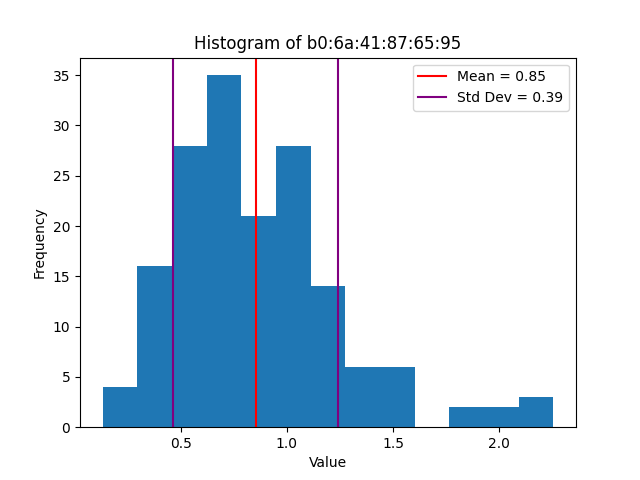 Histogram of b0:6a:41:87:65:95
Mean = 0.85
Std Dev = 0.39
Frequency
35
30
25
20
15
10
5
0
0.5 1.0 1.5 2.0
Value